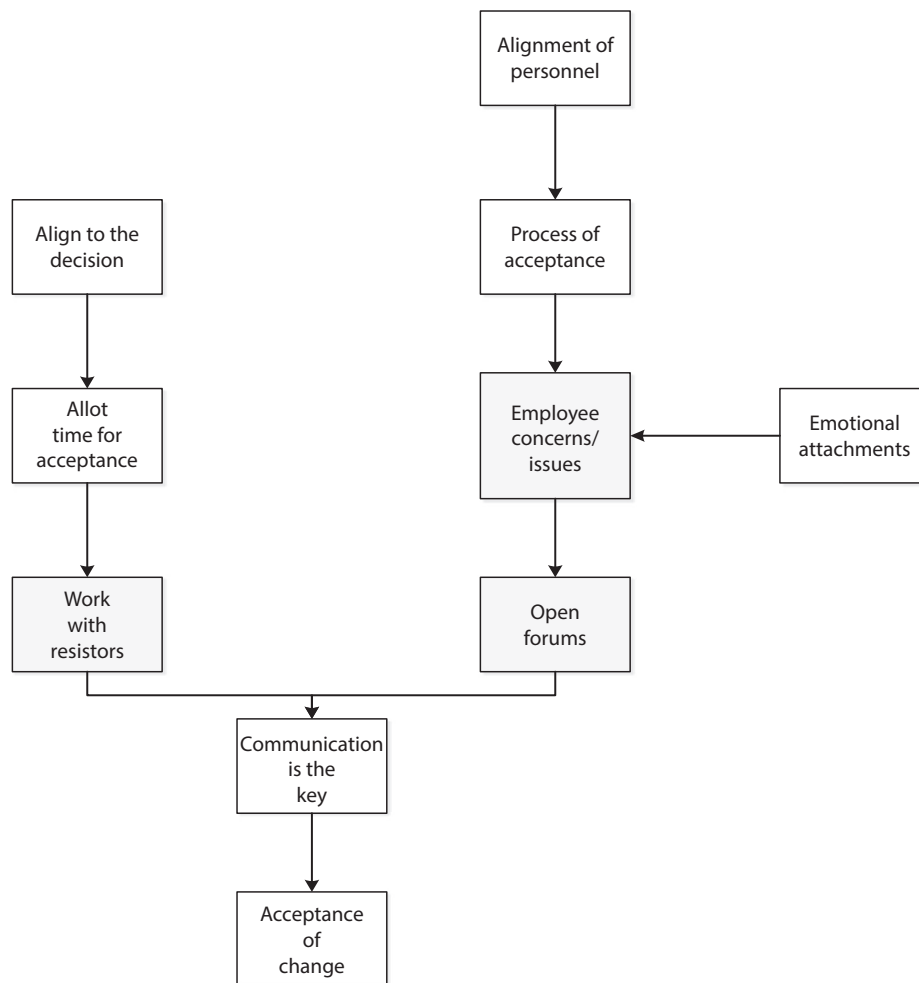 Alignment of
personnel
Align to the
decision
Process of
acceptance
Allot
time for
acceptance
Employee
concerns/
issues
Emotional
attachments
Work
with
resistors
Open
forums
Communication
is the
key
Acceptance
of
change